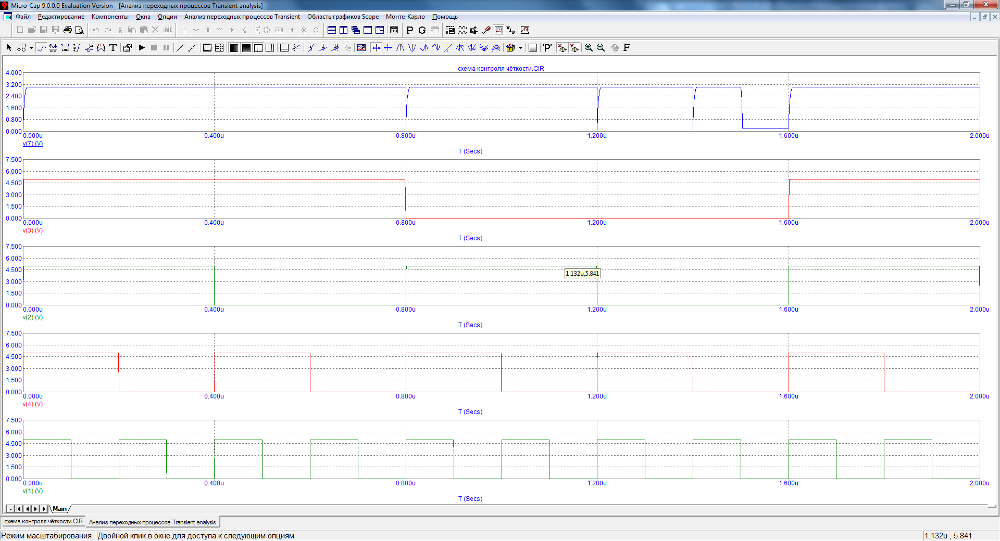 Micro-Cap 9.0.0.0 Evaluation Version - [Анализ переходных процессов Transient analysis]
Файл Редактирование Компоненты Окна Опции Анализ переходных процессов Transient Область графиков Scope Монте-Карло Помощь
схема контроля чёткости.CIR
4.000
3.200
2.400
1.600
0.800
0.000
0.000u 0.400u 0.800u 1.200u 1.600u 2.000u
v(7) (V)
T (Secs)
7.500
6.000
4.500
3.000
1.500
0.000
0.000u 0.400u 0.800u 1.200u 1.600u 2.000u
v(3) (V)
T (Secs)
7.500
6.000
4.500
3.000
1.500
0.000
1.132u,5.841
0.000u 0.400u 0.800u 1.200u 1.600u 2.000u
v(2) (V)
T (Secs)
7.500
6.000
4.500
3.000
1.500
0.000
0.000u 0.400u 0.800u 1.200u 1.600u 2.000u
v(4) (V)
T (Secs)
7.500
6.000
4.500
3.000
1.500
0.000
0.000u 0.400u 0.800u 1.200u 1.600u 2.000u
v(1) (V)
T (Secs)
Main
схема контроля чёткости.CIR Анализ переходных процессов Transient analysis
Режим масштабирования Двойной клик в окне для доступа к следующим опциям 1.132u , 5.841